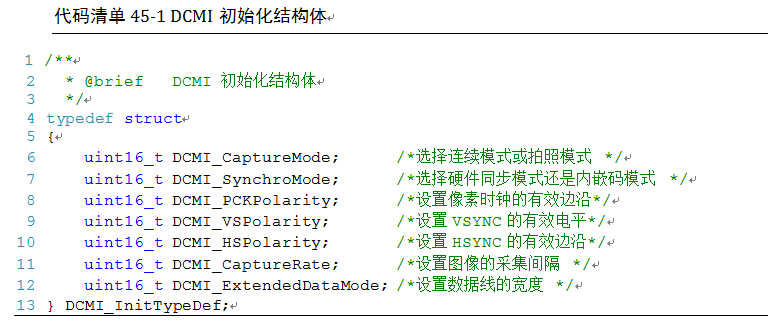 代码清单 45-1 DCMI 初始化结构体↵
1 /**↵
2 * @brief DCMI 初始化结构体↵
3 */↵
4 typedef struct↵
5 {↵
6 uint16_t DCMI_CaptureMode; /*选择连续模式或拍照模式 */↵
7 uint16_t DCMI_SynchroMode; /*选择硬件同步模式还是内嵌码模式 */↵
8 uint16_t DCMI_PCKPolarity; /*设置像素时钟的有效边沿*/↵
9 uint16_t DCMI_VSPolarity; /*设置 VSYNC 的有效电平*/↵
10 uint16_t DCMI_HSPolarity; /*设置 HSYNC 的有效边沿*/↵
11 uint16_t DCMI_CaptureRate; /*设置图像的采集间隔 */↵
12 uint16_t DCMI_ExtendedDataMode; /*设置数据线的宽度 */↵
13 } DCMI_InitTypeDef;↵